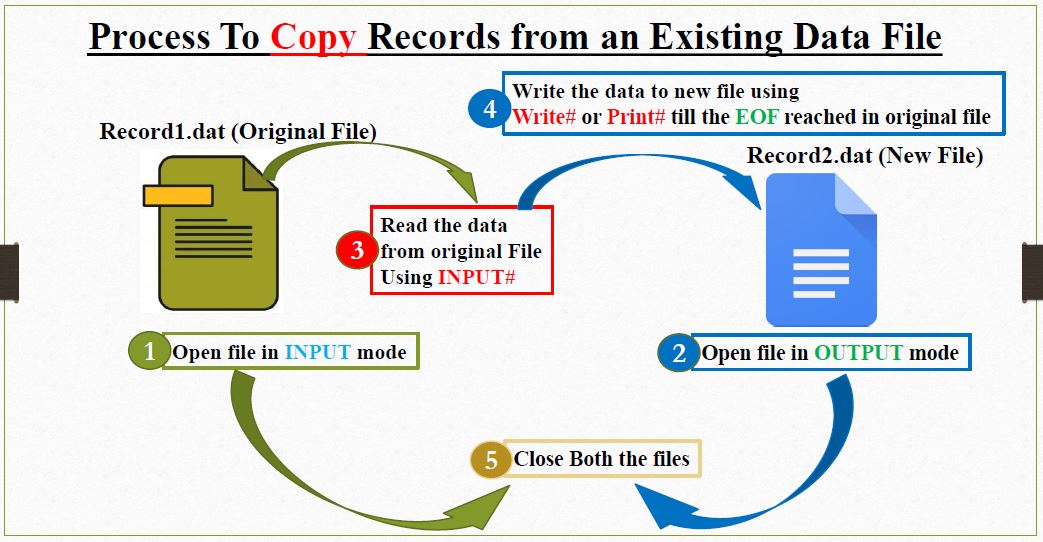 Process To Copy Records from an Existing Data File
4
Write the data to new file using
Write# or Print# till the EOF reached in original file
Record1.dat (Original File)
Record2.dat (New File)
3
Read the data
from original File
Using INPUT#
1
Open file in INPUT mode
2
Open file in OUTPUT mode
5
Close Both the files